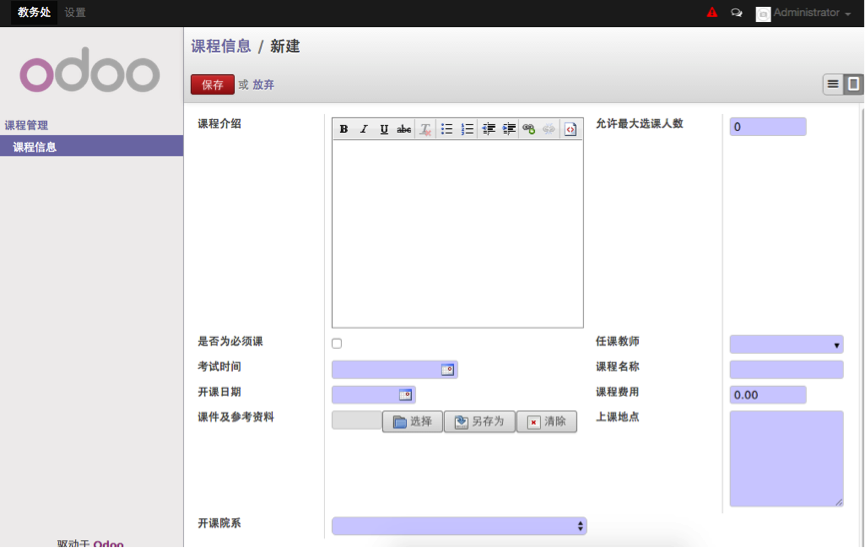 教务处 设置 Administrator
odoo
课程管理
课程信息
课程信息 / 新建
保存 或 放弃
课程介绍
B I U abc T
允许最大选课人数 0
是否为必须课
任课教师
考试时间
课程名称
开课日期
课程费用 0.00
课件及参考资料 选择 另存为 清除
上课地点
开课院系
驱动于 Odoo